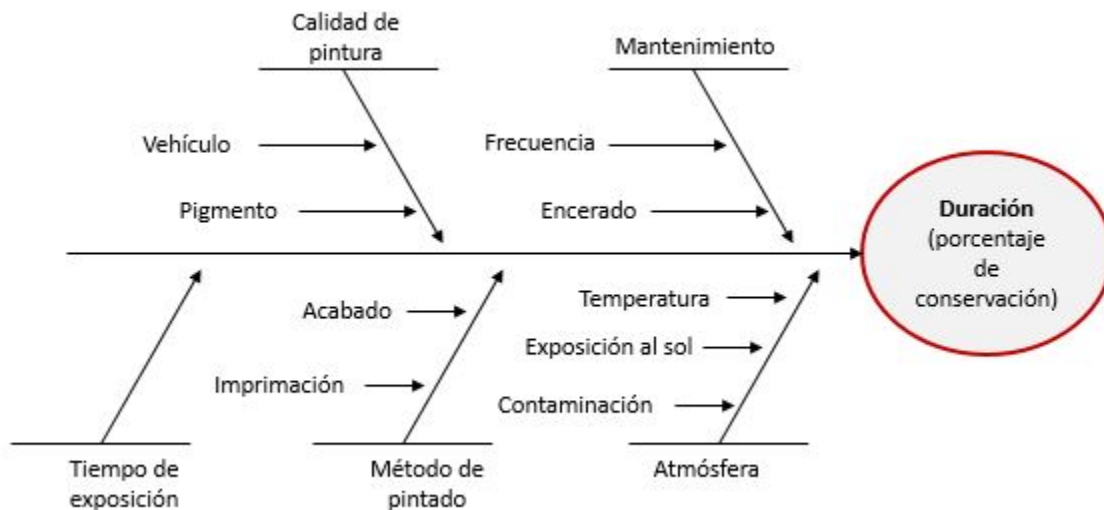 Calidad de
pintura
Mantenimiento
Vehículo
Frecuencia
Pigmento
Encerado
Duración
(porcentaje
de
conservación)
Temperatura
Acabado
Exposición al sol
Imprimación
Contaminación
Tiempo de
exposición
Método de
pintado
Atmósfera